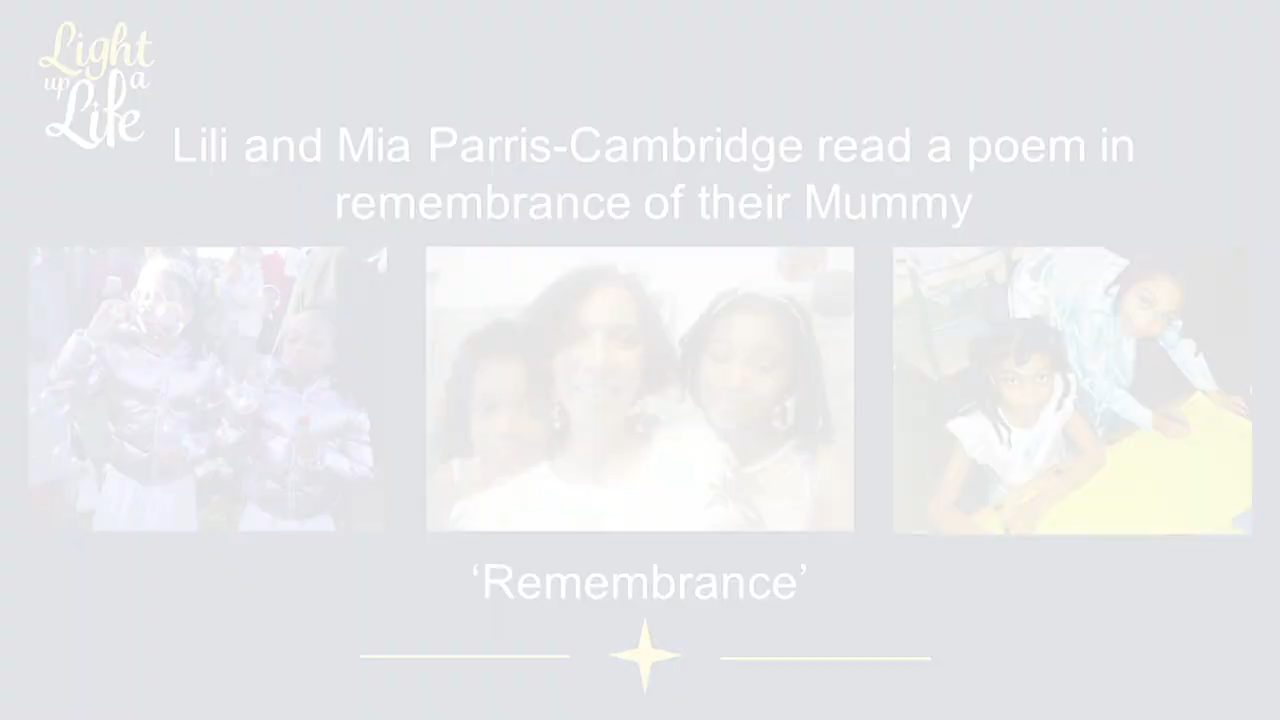 Light
up a
Life
Lili and Mia Parris-Cambridge read a poem in
remembrance of their Mummy
‘Remembrance’